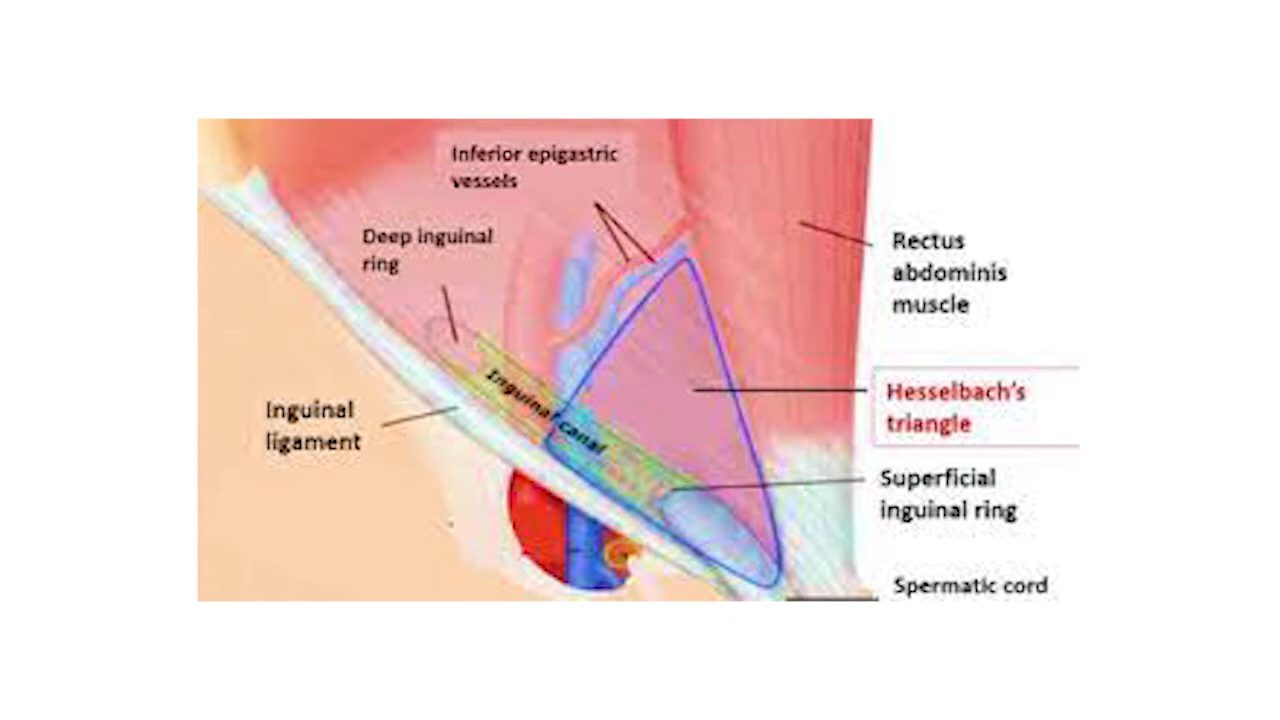 Inferior epigastric
vessels
Deep inguinal
ring
Rectus
abdominis
muscle
Inguinal canal
Hesselbach's
triangle
Inguinal
ligament
Superficial
inguinal ring
Spermatic cord